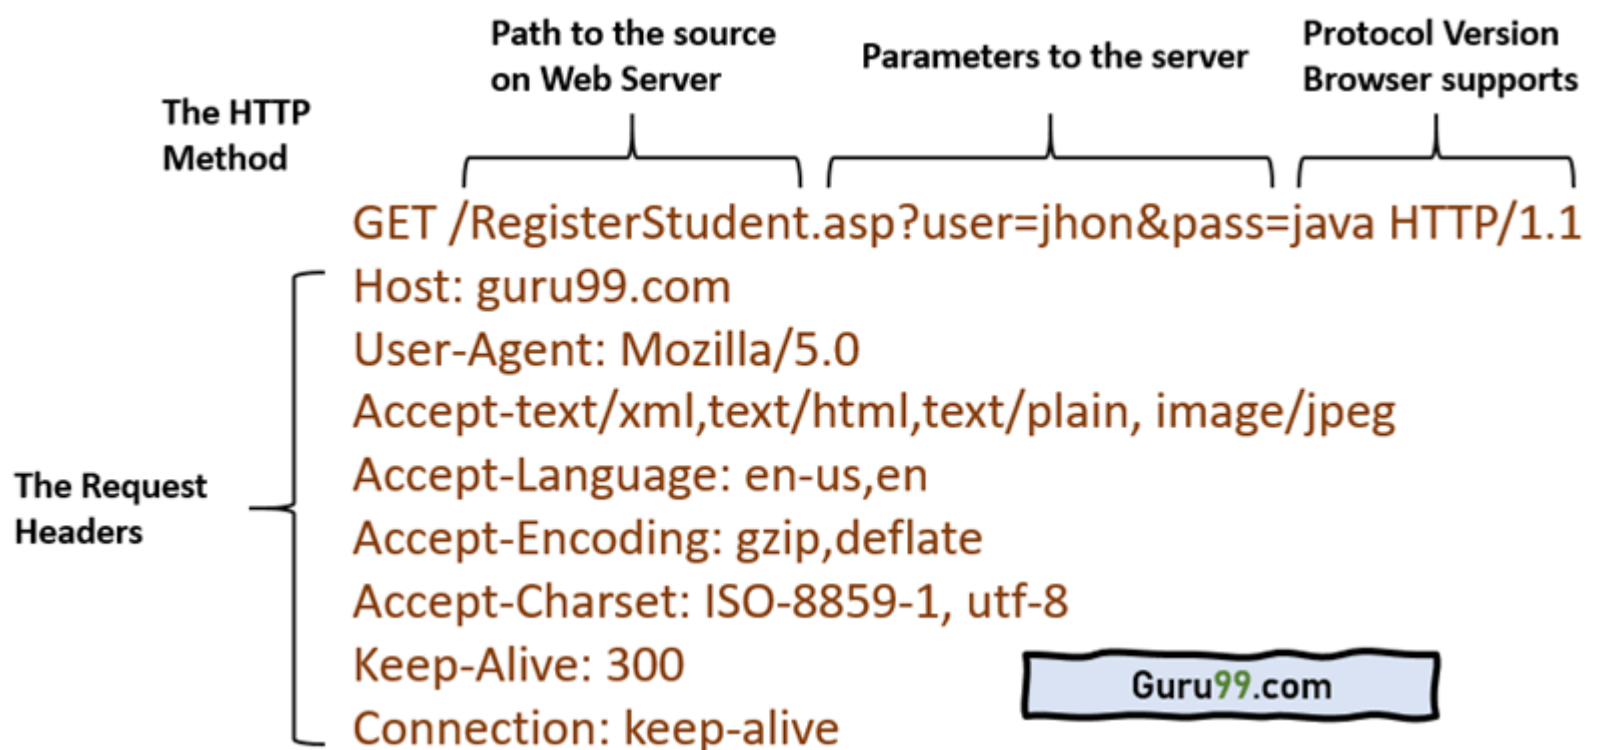 Path to the source
on Web Server
Parameters to the server
Protocol Version
Browser supports
The HTTP
Method
GET /RegisterStudent.asp?user=jhon&pass=java HTTP/1.1
Host: guru99.com
User-Agent: Mozilla/5.0
Accept-text/xml,text/html,text/plain, image/jpeg
Accept-Language: en-us,en
Accept-Encoding: gzip,deflate
Accept-Charset: ISO-8859-1, utf-8
Keep-Alive: 300
Connection: keep-alive
The Request
Headers
Guru99.com